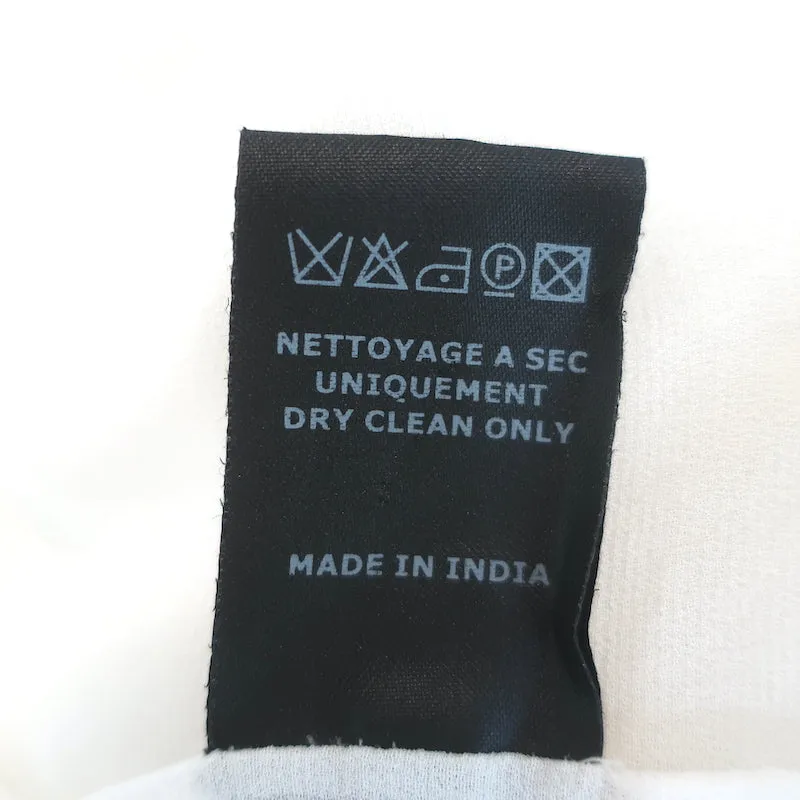 P
NETTOYAGE A SEC
UNIQUEMENT
DRY CLEAN ONLY
MADE IN INDIA